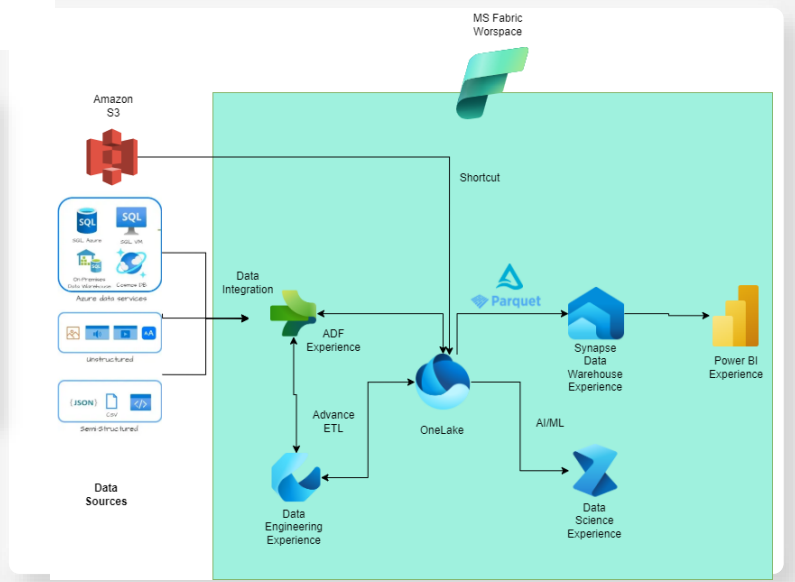 MS Fabric
Worspace
Amazon
S3
Shortcut
SQL
SQL
SQL Azure
SQL VM
On-Premises
Data Warehouse
Cosmos DB
Azure data services
Data
Integration
ADF
Experience
Parquet
Synapse
Data
Warehouse
Experience
Power BI
Experience
Unstructured
{JSON}
CSV
Semi-Structured
Advance
ETL
OneLake
AI/ML
Data
Sources
Data
Engineering
Experience
Data
Science
Experience